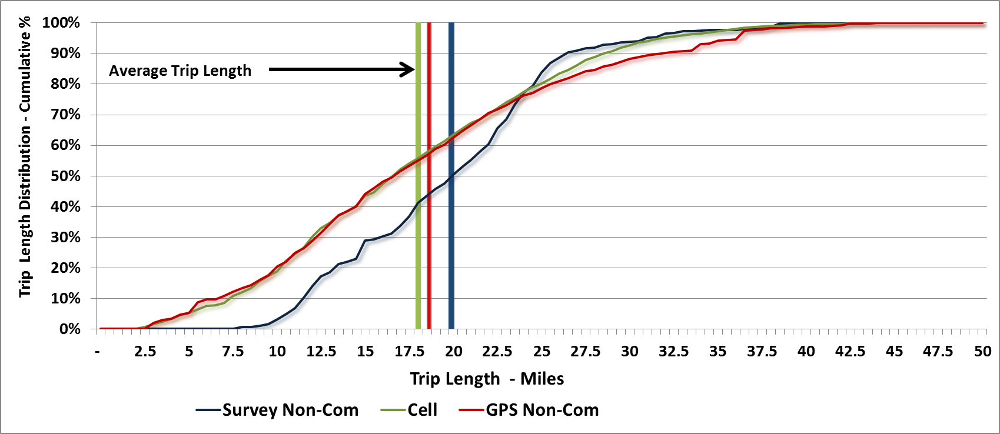 Trip Length Distribution - Cumulative %
100%
90%
80%
70%
60%
50%
40%
30%
20%
10%
0%
Average Trip Length
- 2.5 5 7.5 10 12.5 15 17.5 20 22.5 25 27.5 30 32.5 35 37.5 40 42.5 45 47.5 50
Trip Length - Miles
Survey Non-Com Cell GPS Non-Com